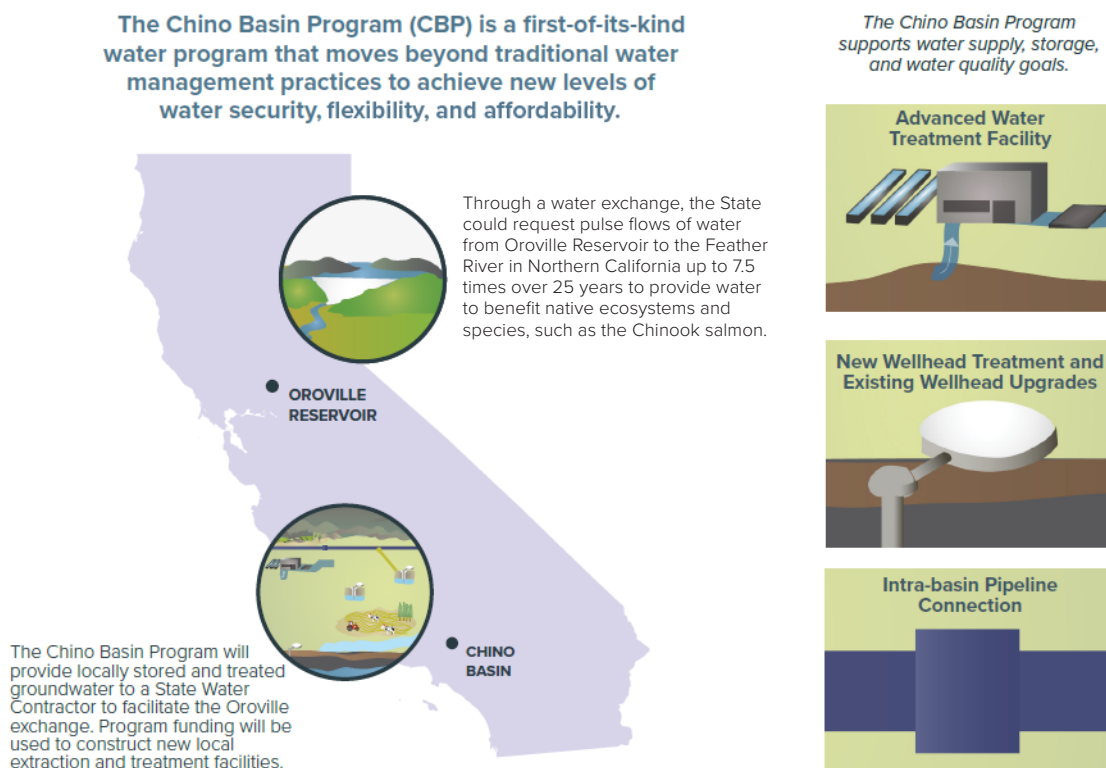 The Chino Basin Program (CBP) is a first-of-its-kind
water program that moves beyond traditional water
management practices to achieve new levels of
water security, flexibility, and affordability.
Through a water exchange, the State
could request pulse flows of water
from Oroville Reservoir to the Feather
River in Northern California up to 7.5
times over 25 years to provide water
to benefit native ecosystems and
species, such as the Chinook salmon.
OROVILLE
RESERVOIR
CHINO
BASIN
The Chino Basin Program will
provide locally stored and treated
groundwater to a State Water
Contractor to facilitate the Oroville
exchange. Program funding will be
used to construct new local
extraction and treatment facilities.
The Chino Basin Program
supports water supply, storage,
and water quality goals.
Advanced Water
Treatment Facility
New Wellhead Treatment and
Existing Wellhead Upgrades
Intra-basin Pipeline
Connection